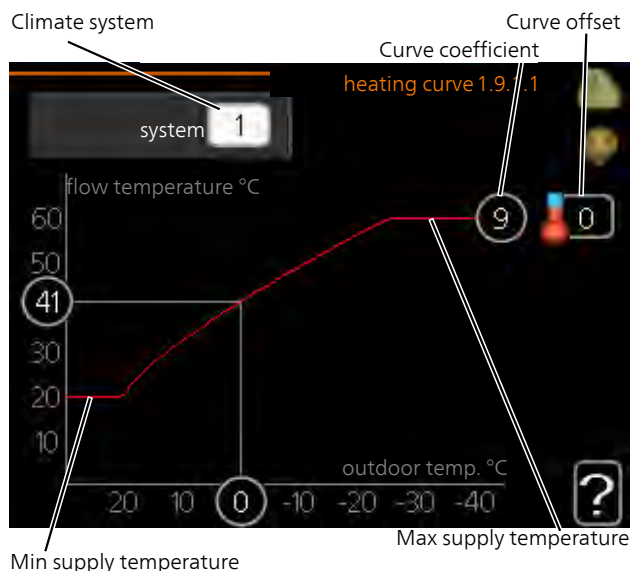 Climate system
Curve offset
Curve coefficient
heating curve 1.9.1.1
system 1
flow temperature °C
60
9
0
50
41
30
20
10
outdoor temp. °C
20 10 0 -10 -20 -30 -40
?
Max supply temperature
Min supply temperature